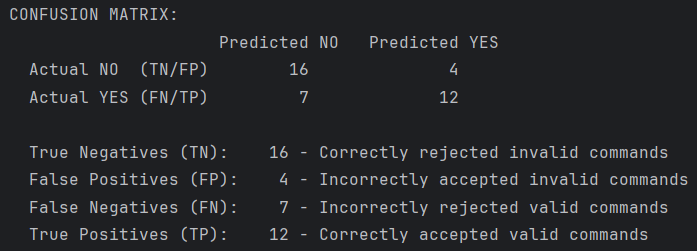 CONFUSION MATRIX:
Predicted NO Predicted YES
Actual NO (TN/FP) 16 4
Actual YES (FN/TP) 7 12
True Negatives (TN): 16 - Correctly rejected invalid commands
False Positives (FP): 4 - Incorrectly accepted invalid commands
False Negatives (FN): 7 - Incorrectly rejected valid commands
True Positives (TP): 12 - Correctly accepted valid commands